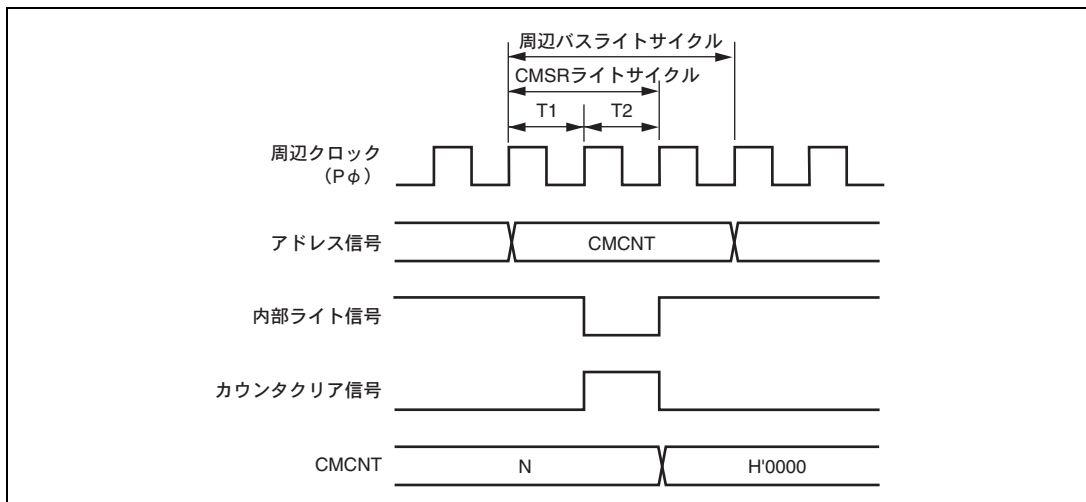 周辺バスライトサイクル
CMSRライトサイクル
T1 T2
周辺クロック
（Pφ）
アドレス信号 CMCNT
内部ライト信号
カウンタクリア信号
CMCNT N H'0000